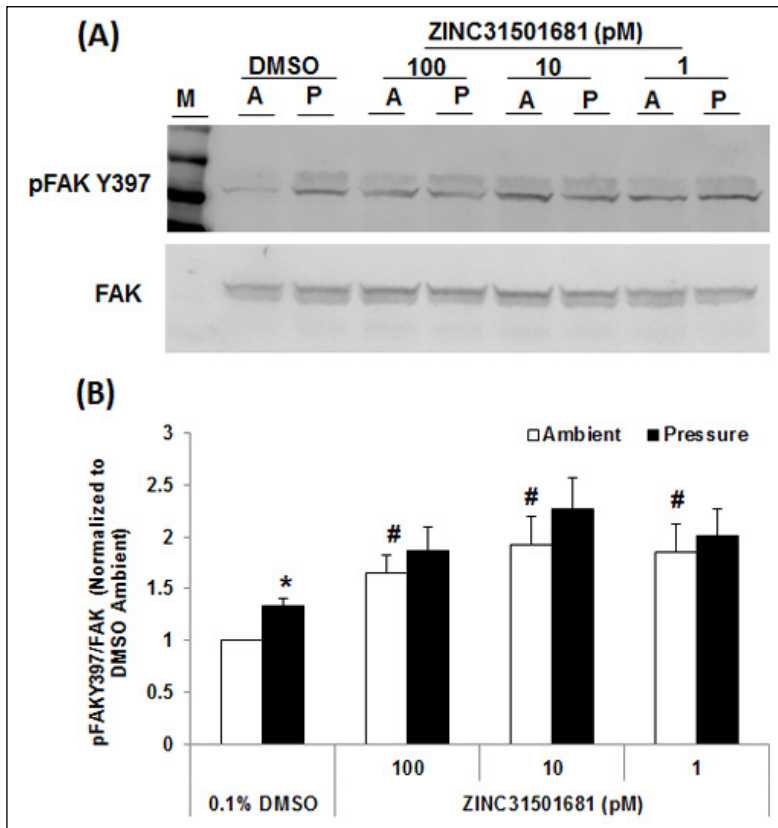 (A)
ZINC31501681 (pM)
DMSO 100 10 1
M A P A P A P A P
pFAK Y397
FAK
(B)
Ambient Pressure
pFAKY397/FAK (Normalized to
DMSO Ambient)
3
2.5
2
1.5
1
0.5
0
*
#
#
#
100 10 1
0.1% DMSO ZINC31501681 (pM)